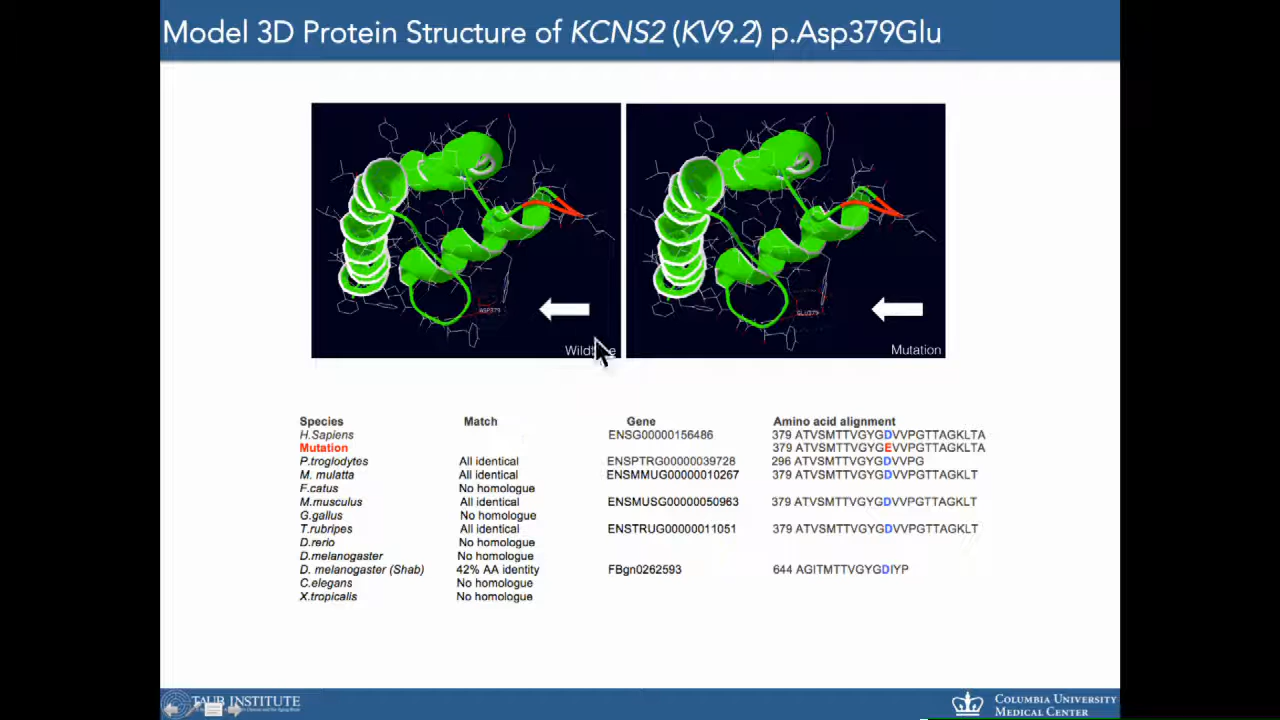 Model 3D Protein Structure of KCNS2 (KV9.2) p.Asp379Glu
ASP379
GLU379
Mutation
Species Match Gene Amino acid alignment
H.Sapiens ENSG00000156486 379 ATVSMTTVGYGDVVPGTTAGKLTA
Mutation 379 ATVSMTTVGYGEVVPGTTAGKLTA
P.troglodytes All identical ENSPTRG00000039728 296 ATVSMTTVGYGDVVPG
M. mulatta All identical ENSMMUG00000010267 379 ATVSMTTVGYGDVVPGTTAGKLT
F.catus No homologue
M.musculus All identical ENSMUSG00000050963 379 ATVSMTTVGYGDVVPGTTAGKLT
G.gallus No homologue
T.rubripes All identical ENSTRUG00000011051 379 ATVSMTTVGYGDVVPGTTAGKLT
D.rerio No homologue
D.melanogaster No homologue
D. melanogaster (Shab) 42% AA identity FBgn0262593 644 AGITMTTVGYGDIYP
C.elegans No homologue
X.tropicalis No homologue
TAUB INSTITUTE
COLUMBIA UNIVERSITY
MEDICAL CENTER